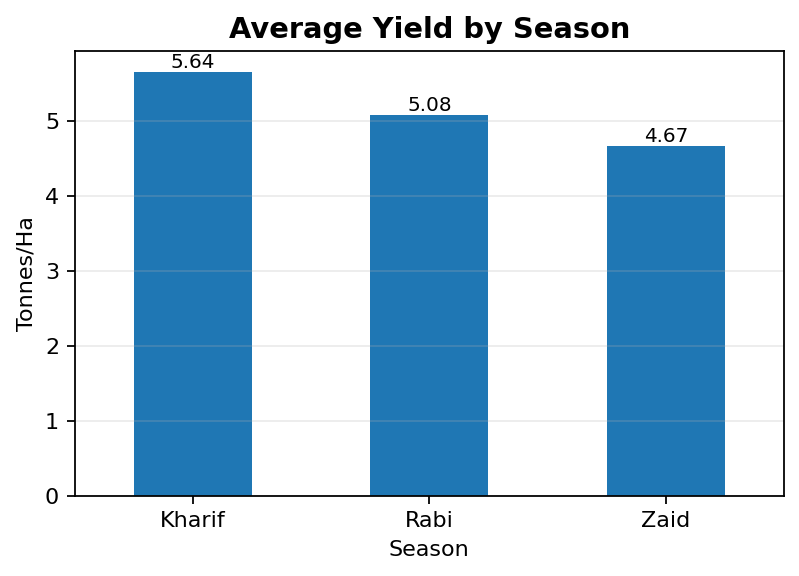 Average Yield by Season
5.64
5.08
4.67
Tonnes/Ha
5
4
3
2
1
0
Kharif
Rabi
Zaid
Season